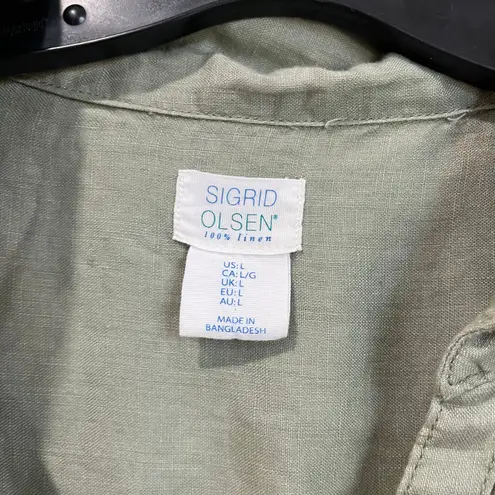 SIGRID
OLSEN®
100% linen
US: L
CA: L/G
UK: L
EU: L
AU: L
MADE IN
BANGLADESH